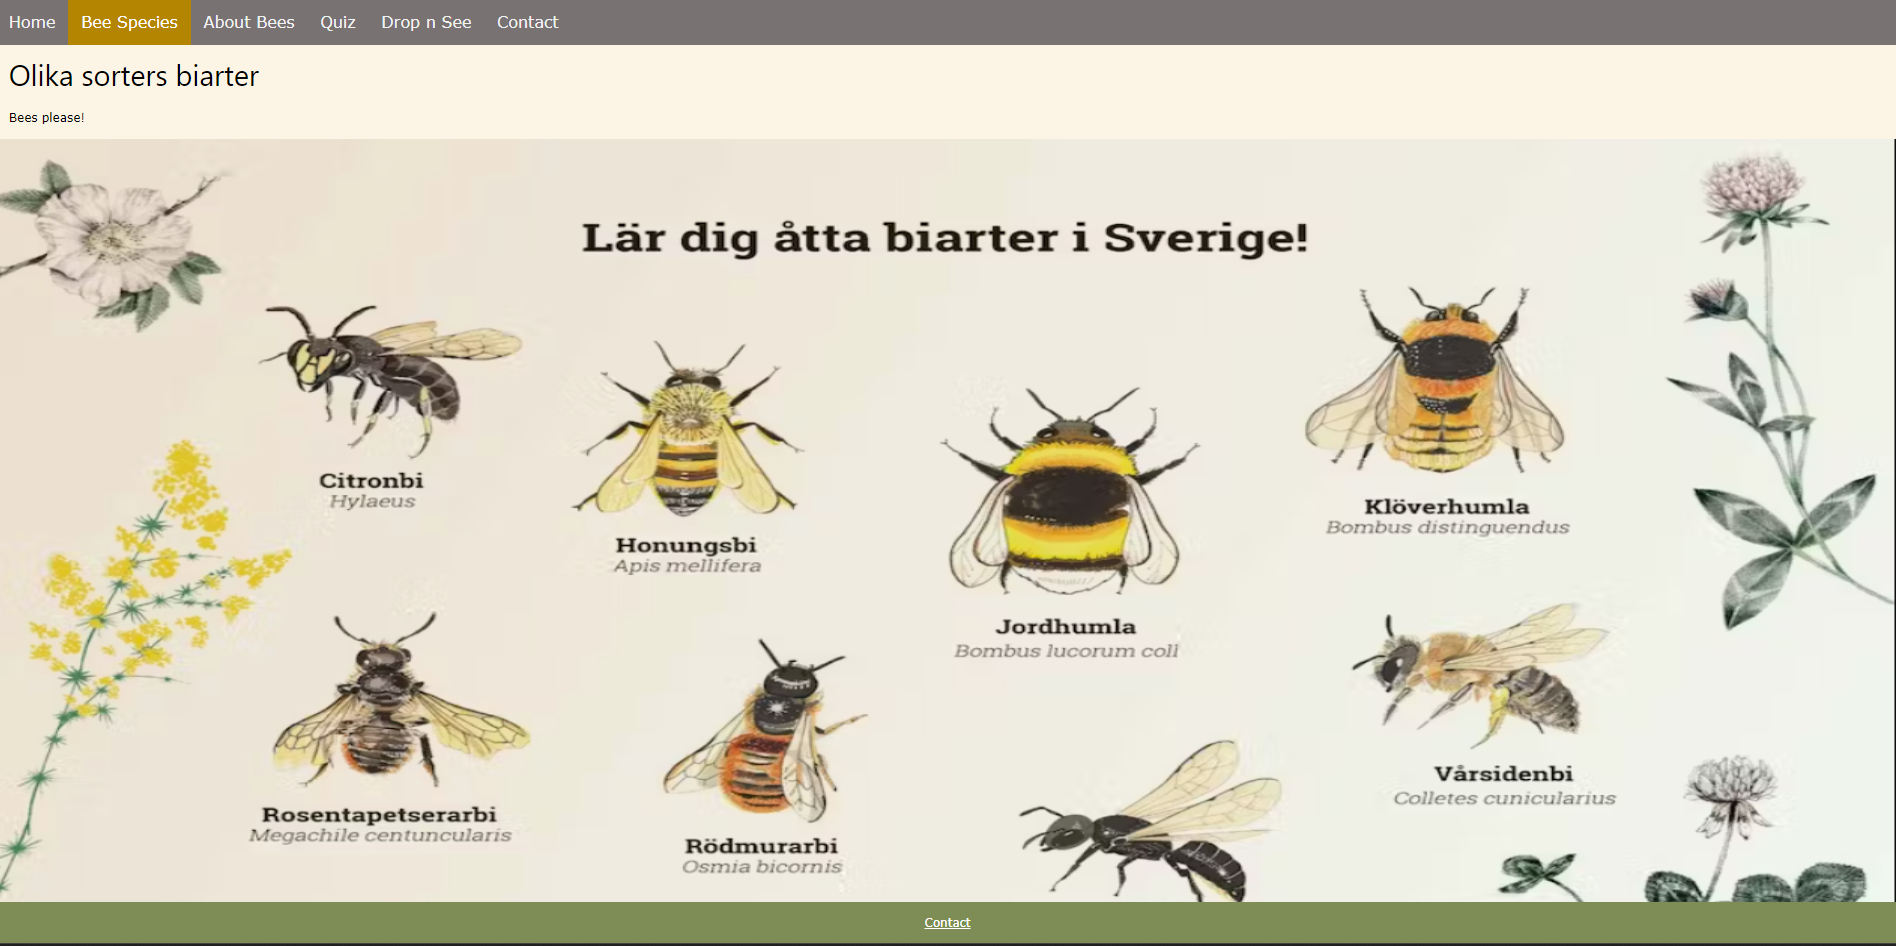 Home Bee Species About Bees Quiz Drop n See Contact
Olika sorters biarter
Bees please!
Lär dig åtta biarter i Sverige!
Citronbi
Hylaeus
Honungsbi
Apis mellifera
Jordhumla
Bombus lucorum coll
Klöverhumla
Bombus distinguendus
Rosentapetserarbi
Megachile centuncularis
Rödmurarbi
Osmia bicornis
Vårsidenbi
Colletes cunicularius
Contact